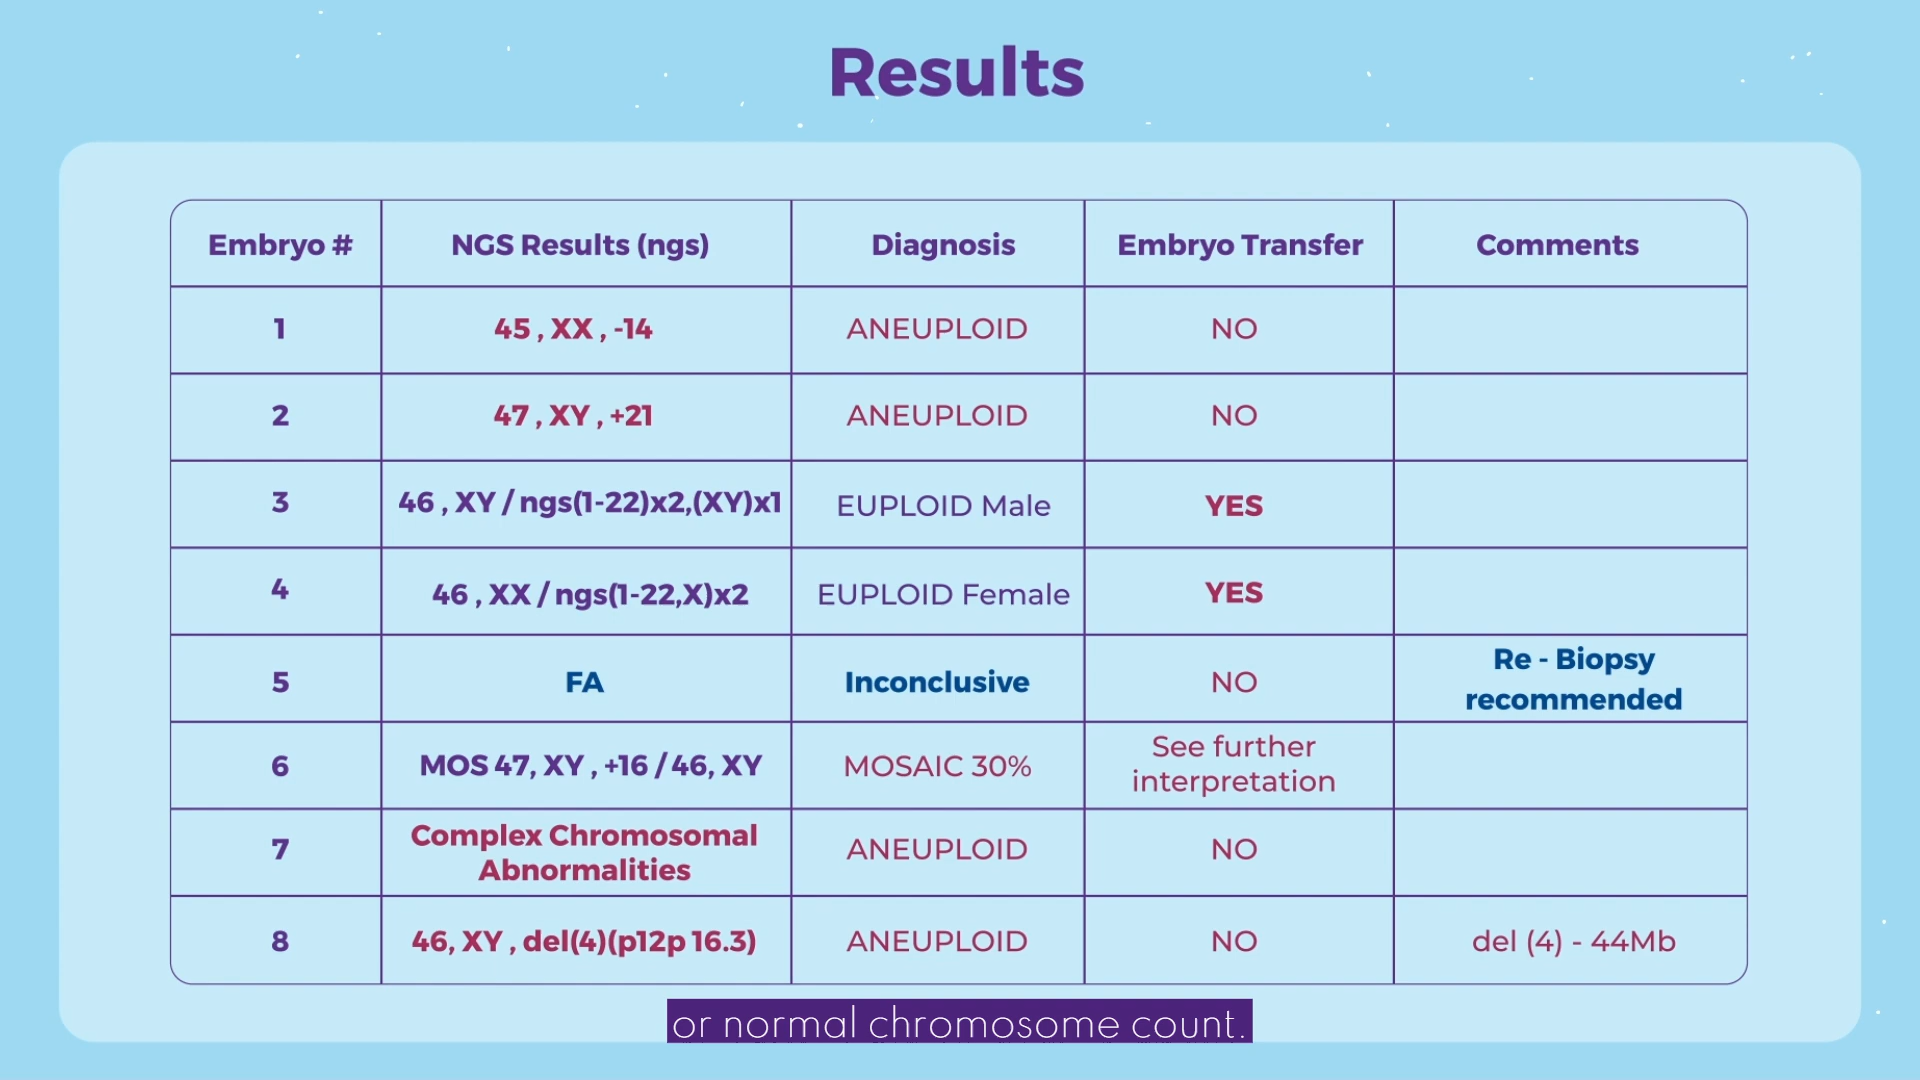 Results
Embryo # NGS Results (ngs) Diagnosis Embryo Transfer Comments
1 45 , XX , -14 ANEUPLOID NO
2 47 , XY , +21 ANEUPLOID NO
3 46 , XY / ngs(1-22)x2,(XY)x1 EUPLOID Male YES
4 46 , XX / ngs(1-22,X)x2 EUPLOID Female YES
5 FA Inconclusive NO Re - Biopsy
recommended
6 MOS 47, XY , +16 / 46, XY MOSAIC 30% See further
interpretation
7 Complex Chromosomal
Abnormalities ANEUPLOID NO
8 46, XY , del(4)(p12p 16.3) ANEUPLOID NO del (4) - 44Mb
or normal chromosome count.